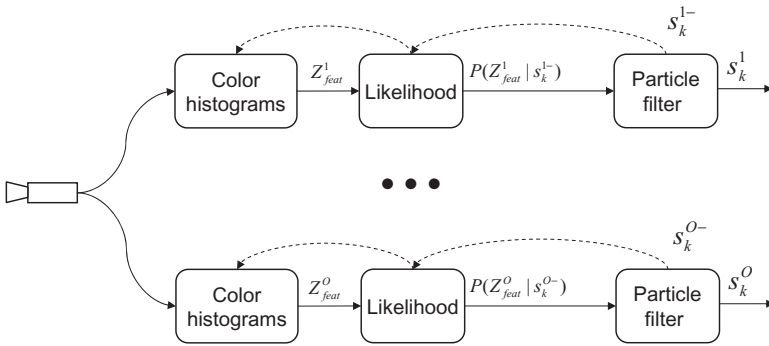 s_k^{1-}
Color
histograms
Z_{feat}^1
Likelihood
P(Z_{feat}^1 | s_k^{1-})
Particle
filter
s_k^1
s_k^{O-}
Color
histograms
Z_{feat}^O
Likelihood
P(Z_{feat}^O | s_k^{O-})
Particle
filter
s_k^O